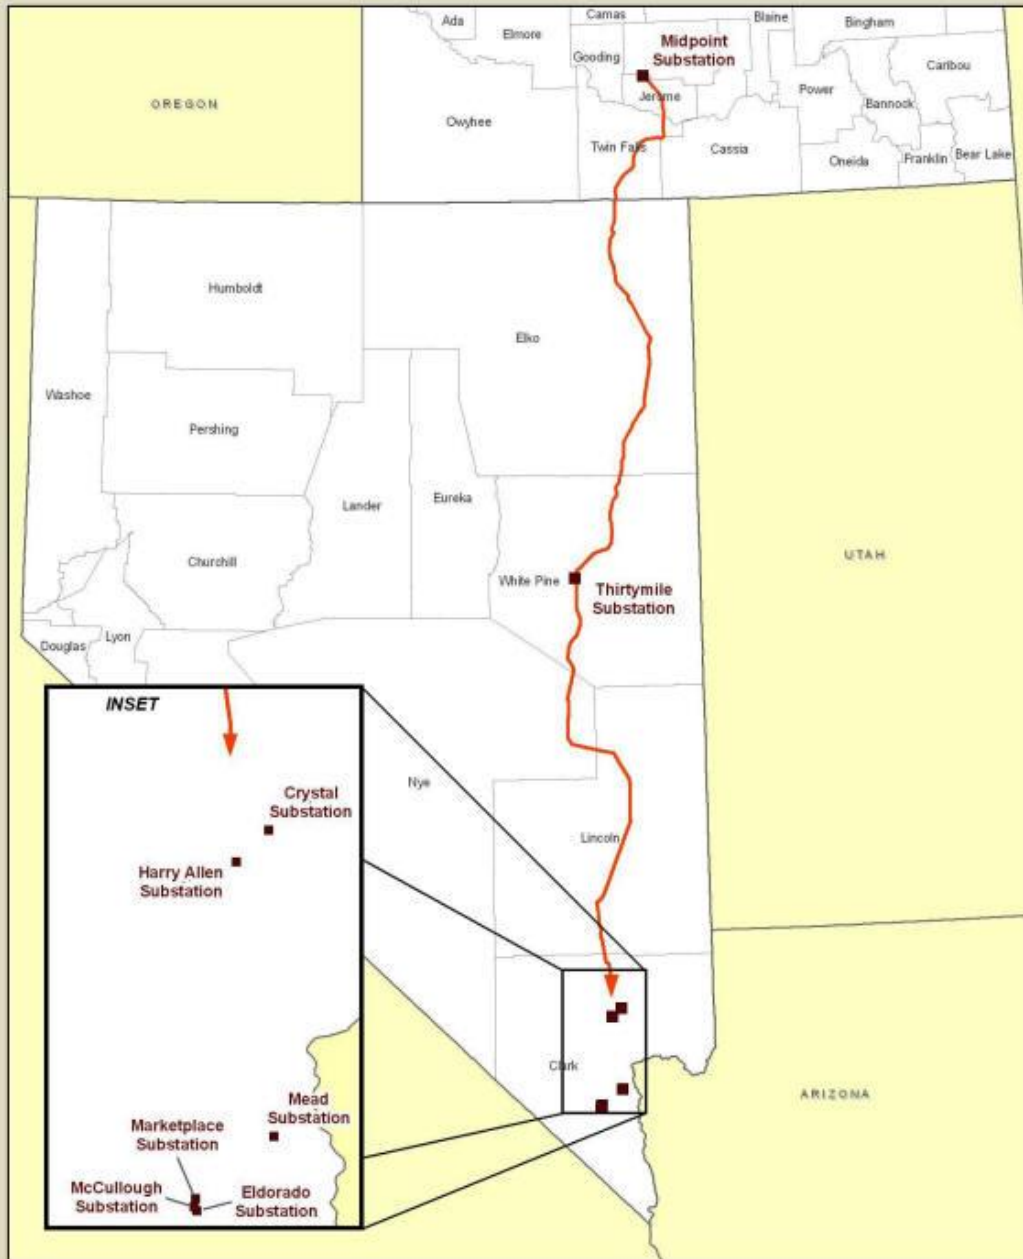 Ada
Camas
Blaine
Bingham
Elmore
Midpoint
Substation
Gooding
Caribou
Power
Jerome
OREGON
Bannock
Owyhee
Twin Falls
Cassia
Oneida
Franklin
Bear Lake
Humboldt
Elko
Washoe
Pershing
Lander
Eureka
Churchill
UTAH
White Pine
Thirtymile
Substation
Lyon
Douglas
INSET
Nye
Crystal
Substation
Lincoln
Harry Allen
Substation
Clark
ARIZONA
Mead
Substation
Marketplace
Substation
McCullough
Substation
Eldorado
Substation